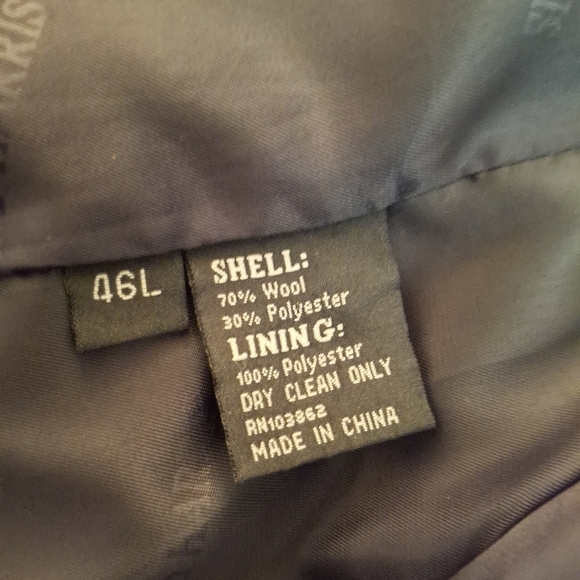 46L
SHELL:
70% Wool
30% Polyester
LINING:
100% Polyester
DRY CLEAN ONLY
RN103862
MADE IN CHINA